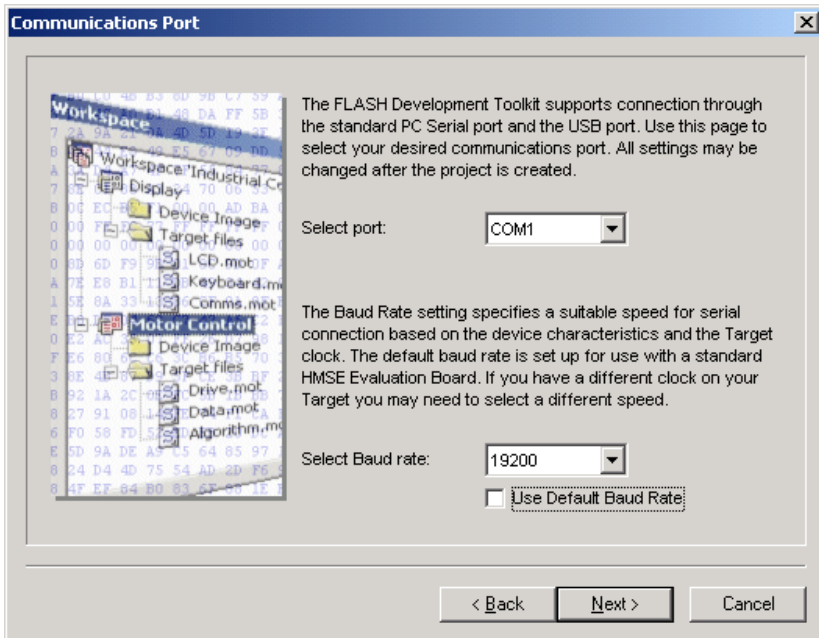 Communications Port
The FLASH Development Toolkit supports connection through
the standard PC Serial port and the USB port. Use this page to
select your desired communications port. All settings may be
changed after the project is created.
Select port:
COM1
The Baud Rate setting specifies a suitable speed for serial
connection based on the device characteristics and the Target
clock. The default baud rate is set up for use with a standard
HMSE Evaluation Board. If you have a different clock on your
Target you may need to select a different speed.
Select Baud rate:
19200
Use Default Baud Rate
< Back
Next >
Cancel
Workspace
Workspace 'Industrial
Display
Device Image
Target files
LCD.mot
Keyboard.m
Comms.mot
Motor Control
Device Image
Target files
Drive.mot
Data.mot
Algorithm.mo